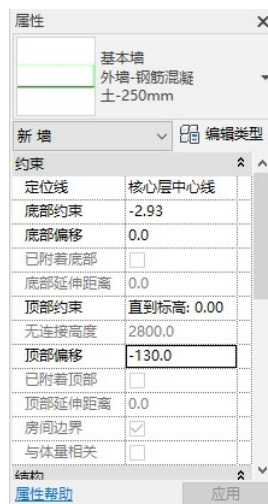 属性
基本墙
外墙-钢筋混凝
土-250mm
新 墙 编辑类型
约束
定位线 核心层中心线
底部约束 -2.93
底部偏移 0.0
已附着底部
底部延伸距离 0.0
顶部约束 直到标高: 0.00
无连接高度 2800.0
顶部偏移 -130.0
已附着顶部
顶部延伸距离 0.0
房间边界
与体量相关
结构
属性帮助 应用